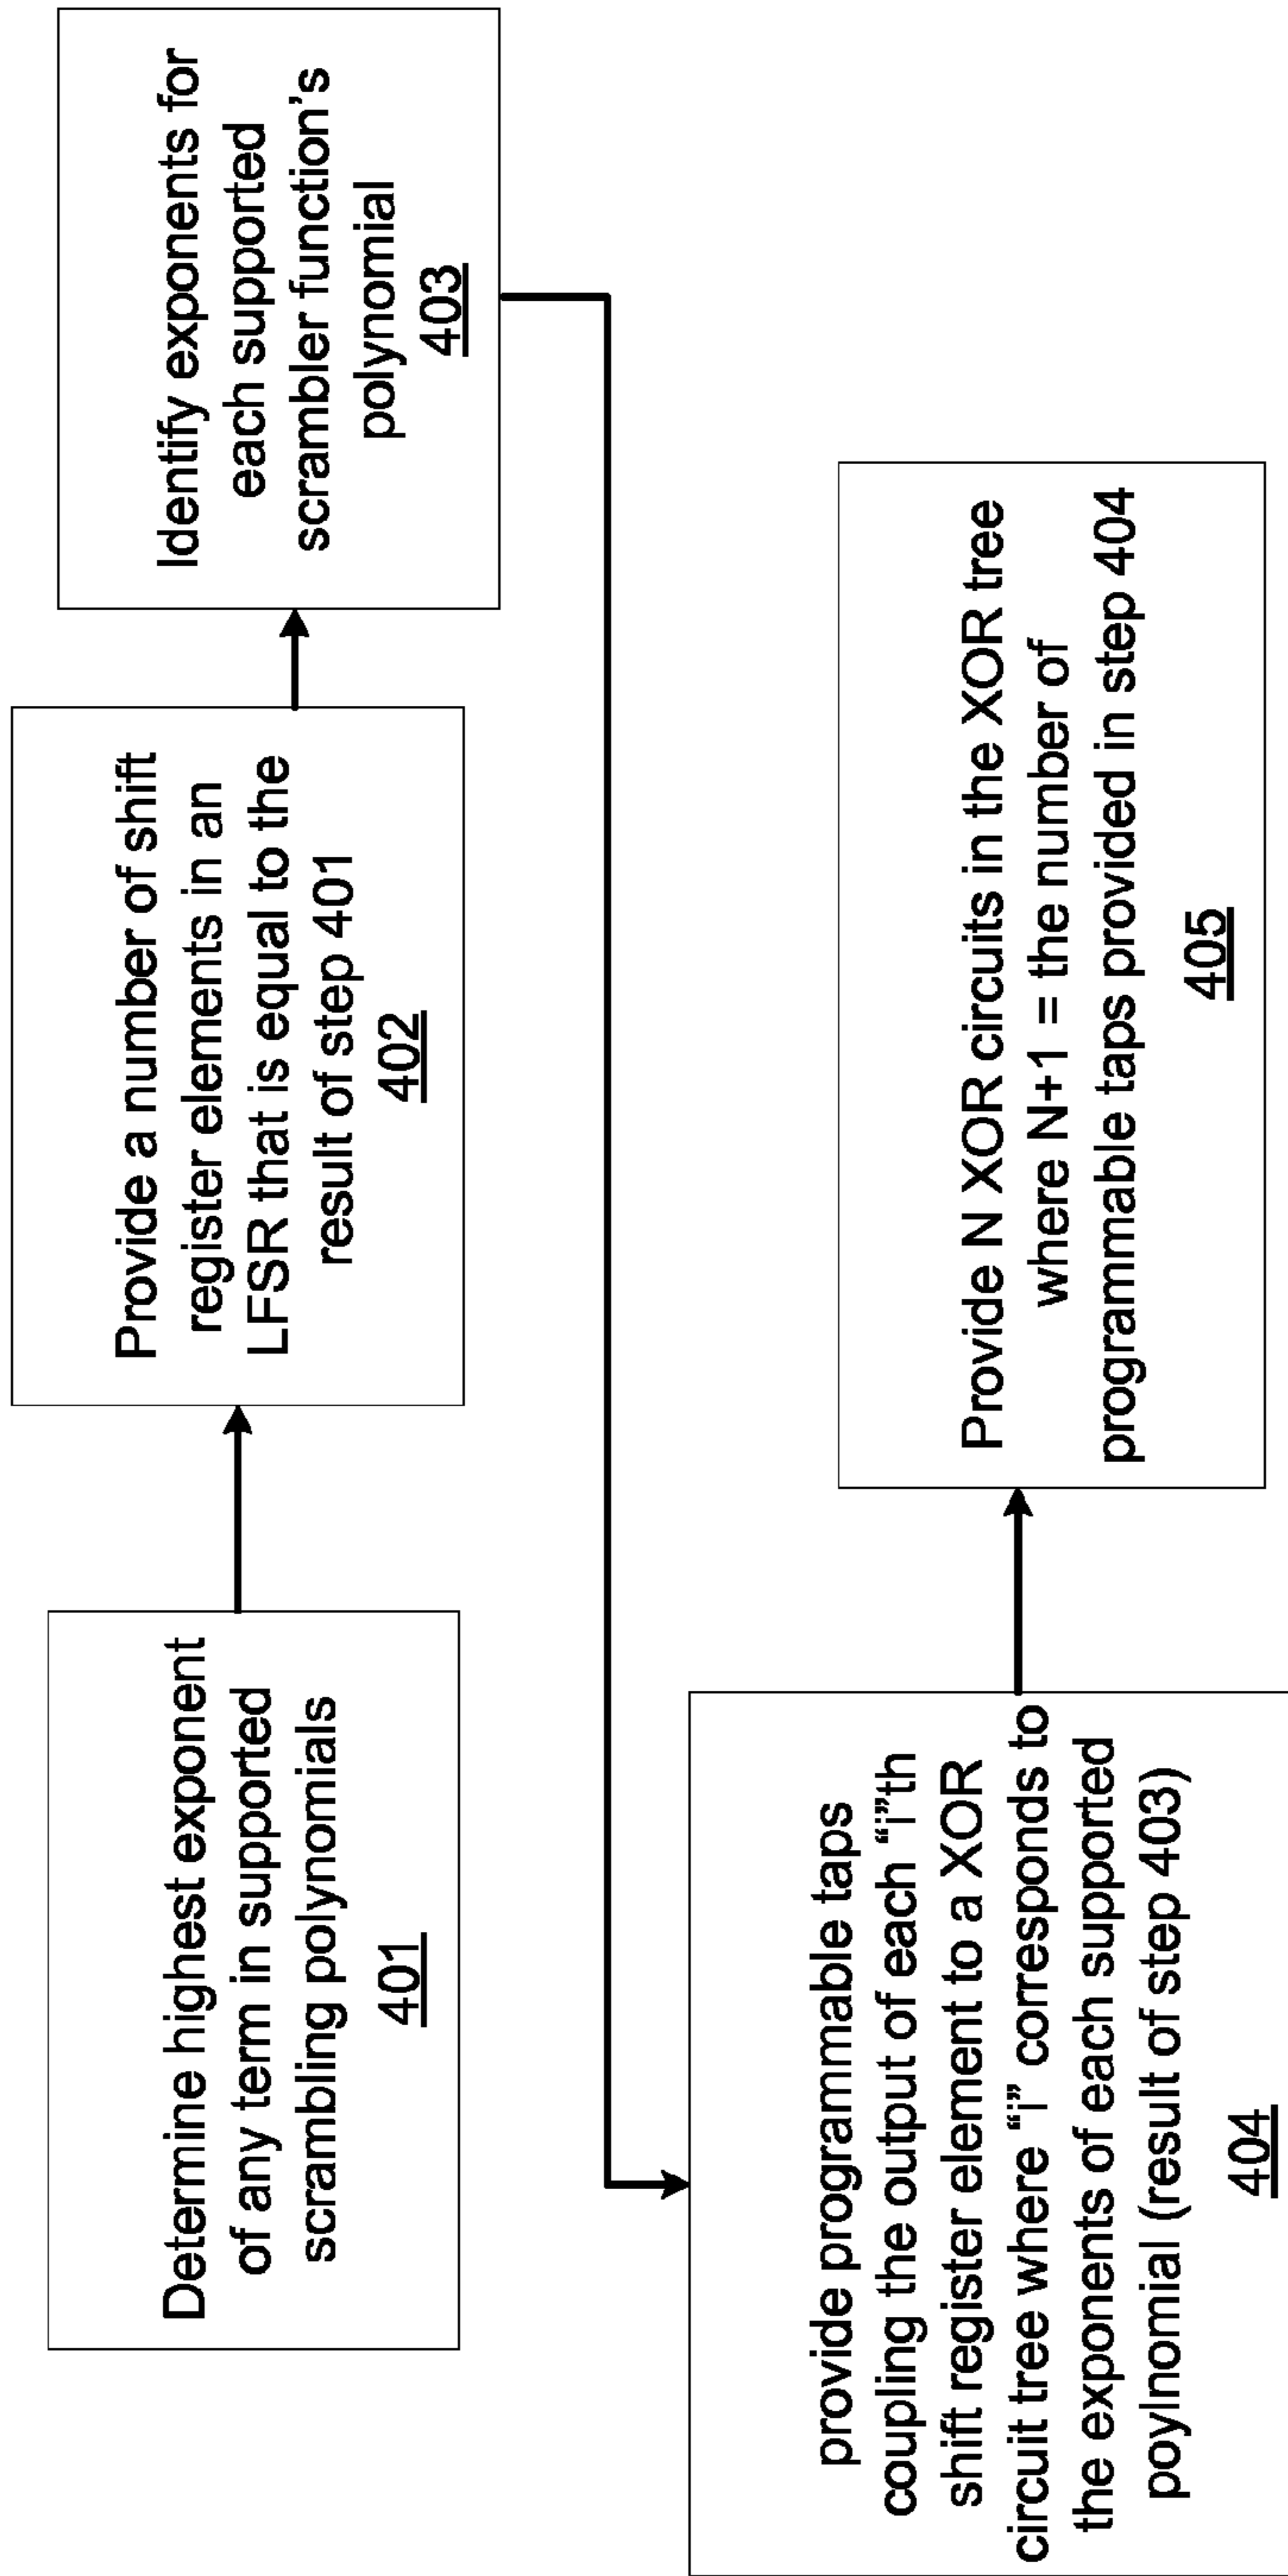 Determine highest exponent
of any term in supported
scrambling polynomials
401
Provide a number of shift
register elements in an
LFSR that is equal to the
result of step 401
402
Identify exponents for
each supported
scrambler function's
polynomial
403
provide programmable taps
coupling the output of each “i”th
shift register element to a XOR
circuit tree where “i” corresponds to
the exponents of each supported
poylnomial (result of step 403)
404
Provide N XOR circuits in the XOR tree
where N+1 = the number of
programmable taps provided in step 404
405